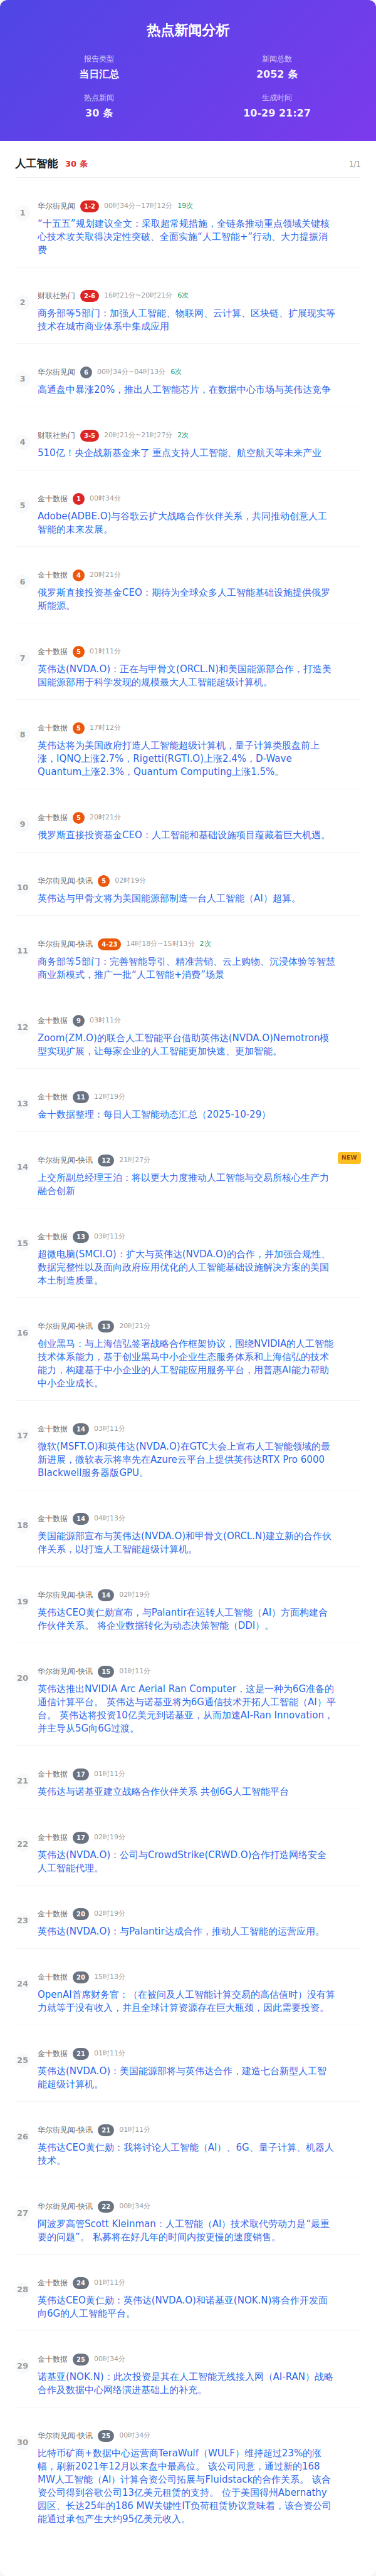 热点新闻分析
报告类型
当日汇总
新闻总数
2052 条
热点新闻
30 条
生成时间
10-29 21:27
人工智能 30 条 1/1
1
华尔街见闻 1-2 00时34分~17时12分 19次
“十五五”规划建议全文：采取超常规措施，全链条推动重点领域关键核
心技术攻关取得决定性突破、全面实施“人工智能+”行动、大力提振消
费
2
财联社热门 2-6 16时21分~20时21分 6次
商务部等5部门：加强人工智能、物联网、云计算、区块链、扩展现实等
技术在城市商业体系中集成应用
3
华尔街见闻 6 00时34分~04时13分 6次
高通盘中暴涨20%，推出人工智能芯片，在数据中心市场与英伟达竞争
4
财联社热门 3-5 20时21分~21时27分 2次
510亿！央企战新基金来了 重点支持人工智能、航空航天等未来产业
5
金十数据 1 00时34分
Adobe(ADBE.O)与谷歌云扩大战略合作伙伴关系，共同推动创意人工
智能的未来发展。
6
金十数据 4 20时21分
俄罗斯直接投资基金CEO：期待为全球众多人工智能基础设施提供俄罗
斯能源。
7
金十数据 5 01时11分
英伟达(NVDA.O)：正在与甲骨文(ORCL.N)和美国能源部合作，打造美
国能源部用于科学发现的规模最大人工智能超级计算机。
8
金十数据 5 17时12分
英伟达将为美国政府打造人工智能超级计算机，量子计算类股盘前上
涨，IQNQ上涨2.7%，Rigetti(RGTI.O)上涨2.4%，D-Wave
Quantum上涨2.3%，Quantum Computing上涨1.5%。
9
金十数据 5 20时21分
俄罗斯直接投资基金CEO：人工智能和基础设施项目蕴藏着巨大机遇。
10
华尔街见闻-快讯 5 02时19分
英伟达与甲骨文将为美国能源部制造一台人工智能（AI）超算。
11
华尔街见闻-快讯 4-23 14时18分~15时13分 2次
商务部等5部门：完善智能导引、精准营销、云上购物、沉浸体验等智慧
商业新模式，推广一批“人工智能+消费”场景
12
金十数据 9 03时11分
Zoom(ZM.O)的联合人工智能平台借助英伟达(NVDA.O)Nemotron模
型实现扩展，让每家企业的人工智能更加快速、更加智能。
13
金十数据 11 12时19分
金十数据整理：每日人工智能动态汇总（2025-10-29）
14
华尔街见闻-快讯 12 21时27分
NEW
上交所副总经理王泊：将以更大力度推动人工智能与交易所核心生产力
融合创新
15
金十数据 13 03时11分
超微电脑(SMCI.O)：扩大与英伟达(NVDA.O)的合作，并加强合规性、
数据完整性以及面向政府应用优化的人工智能基础设施解决方案的美国
本土制造质量。
16
华尔街见闻-快讯 13 20时21分
创业黑马：与上海信弘签署战略合作框架协议，围绕NVIDIA的人工智能
技术体系能力，基于创业黑马中小企业生态服务体系和上海信弘的技术
能力，构建基于中小企业的人工智能应用服务平台，用普惠AI能力帮助
中小企业成长。
17
金十数据 14 03时11分
微软(MSFT.O)和英伟达(NVDA.O)在GTC大会上宣布人工智能领域的最
新进展，微软表示将率先在Azure云平台上提供英伟达RTX Pro 6000
Blackwell服务器版GPU。
18
金十数据 14 04时13分
美国能源部宣布与英伟达(NVDA.O)和甲骨文(ORCL.N)建立新的合作伙
伴关系，以打造人工智能超级计算机。
19
华尔街见闻-快讯 14 02时19分
英伟达CEO黄仁勋宣布，与Palantir在运转人工智能（AI）方面构建合
作伙伴关系。 将企业数据转化为动态决策智能（DDI）。
20
华尔街见闻-快讯 15 01时11分
英伟达推出NVIDIA Arc Aerial Ran Computer，这是一种为6G准备的
通信计算平台。 英伟达与诺基亚将为6G通信技术开拓人工智能（AI）平
台。 英伟达将投资10亿美元到诺基亚，从而加速AI-Ran Innovation，
并主导从5G向6G过渡。
21
金十数据 17 01时11分
英伟达与诺基亚建立战略合作伙伴关系 共创6G人工智能平台
22
金十数据 17 02时19分
英伟达(NVDA.O)：公司与CrowdStrike(CRWD.O)合作打造网络安全
人工智能代理。
23
金十数据 20 02时19分
英伟达(NVDA.O)：与Palantir达成合作，推动人工智能的运营应用。
24
金十数据 20 15时13分
OpenAI首席财务官：（在被问及人工智能计算交易的高估值时）没有算
力就等于没有收入，并且全球计算资源存在巨大瓶颈，因此需要投资。
25
金十数据 21 01时11分
英伟达(NVDA.O)：美国能源部将与英伟达合作，建造七台新型人工智
能超级计算机。
26
华尔街见闻-快讯 21 01时11分
英伟达CEO黄仁勋：我将讨论人工智能（AI）、6G、量子计算、机器人
技术。
27
华尔街见闻-快讯 22 00时34分
阿波罗高管Scott Kleinman：人工智能（AI）技术取代劳动力是“最重
要的问题”。 私募将在好几年的时间内按更慢的速度销售。
28
金十数据 24 01时11分
英伟达CEO黄仁勋：英伟达(NVDA.O)和诺基亚(NOK.N)将合作开发面
向6G的人工智能平台。
29
金十数据 25 00时34分
诺基亚(NOK.N)：此次投资是其在人工智能无线接入网（AI-RAN）战略
合作及数据中心网络演进基础上的补充。
30
华尔街见闻-快讯 25 00时34分
比特币矿商+数据中心运营商TeraWulf（WULF）维持超过23%的涨
幅，刷新2021年12月以来盘中最高位。 该公司同意，通过新的168
MW人工智能（AI）计算合资公司拓展与Fluidstack的合作关系。 该合
资公司得到谷歌公司13亿美元租赁的支持。 位于美国得州Abernathy
园区、长达25年的186 MW关键性IT负荷租赁协议意味着，该合资公司
能通过承包产生大约95亿美元收入。